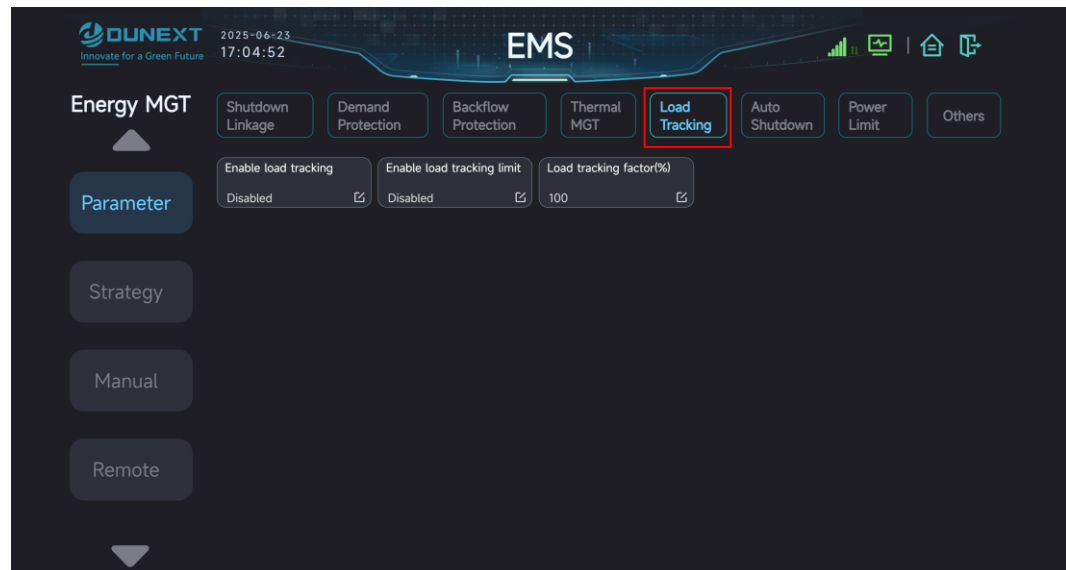 DUNEXT
Innovate for a Green Future
2025-06-23
17:04:52
EMS
Energy MGT
Shutdown
Linkage
Demand
Protection
Backflow
Protection
Thermal
MGT
Load
Tracking
Auto
Shutdown
Power
Limit
Others
Enable load tracking
Disabled
Enable load tracking limit
Disabled
Load tracking factor(%)
100
Parameter
Strategy
Manual
Remote